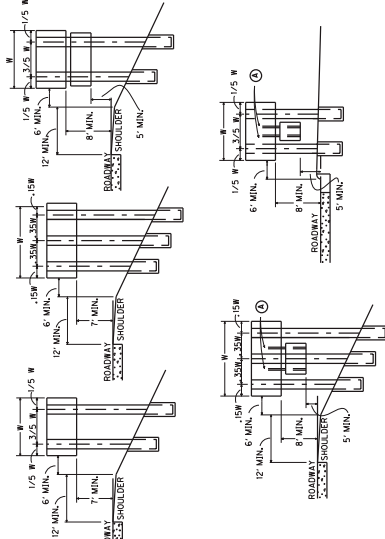 W
1/5 W
3/5 W
1/5 W
6' MIN.
12' MIN.
8' MIN.
5' MIN.
ROADWAY
SHOULDER
W
.15W
.35W
.35W
.15W
6' MIN.
12' MIN.
7' MIN.
ROADWAY
SHOULDER
W
1/5 W
3/5 W
1/5 W
6' MIN.
12' MIN.
7' MIN.
SHOULDER
A
W
1/5 W
3/5 W
1/5 W
6' MIN.
8' MIN.
5' MIN.
ROADWAY
A
W
.15W
.35W
.35W
.15W
6' MIN.
12' MIN.
8' MIN.
5' MIN.
ROADWAY
SHOULDER